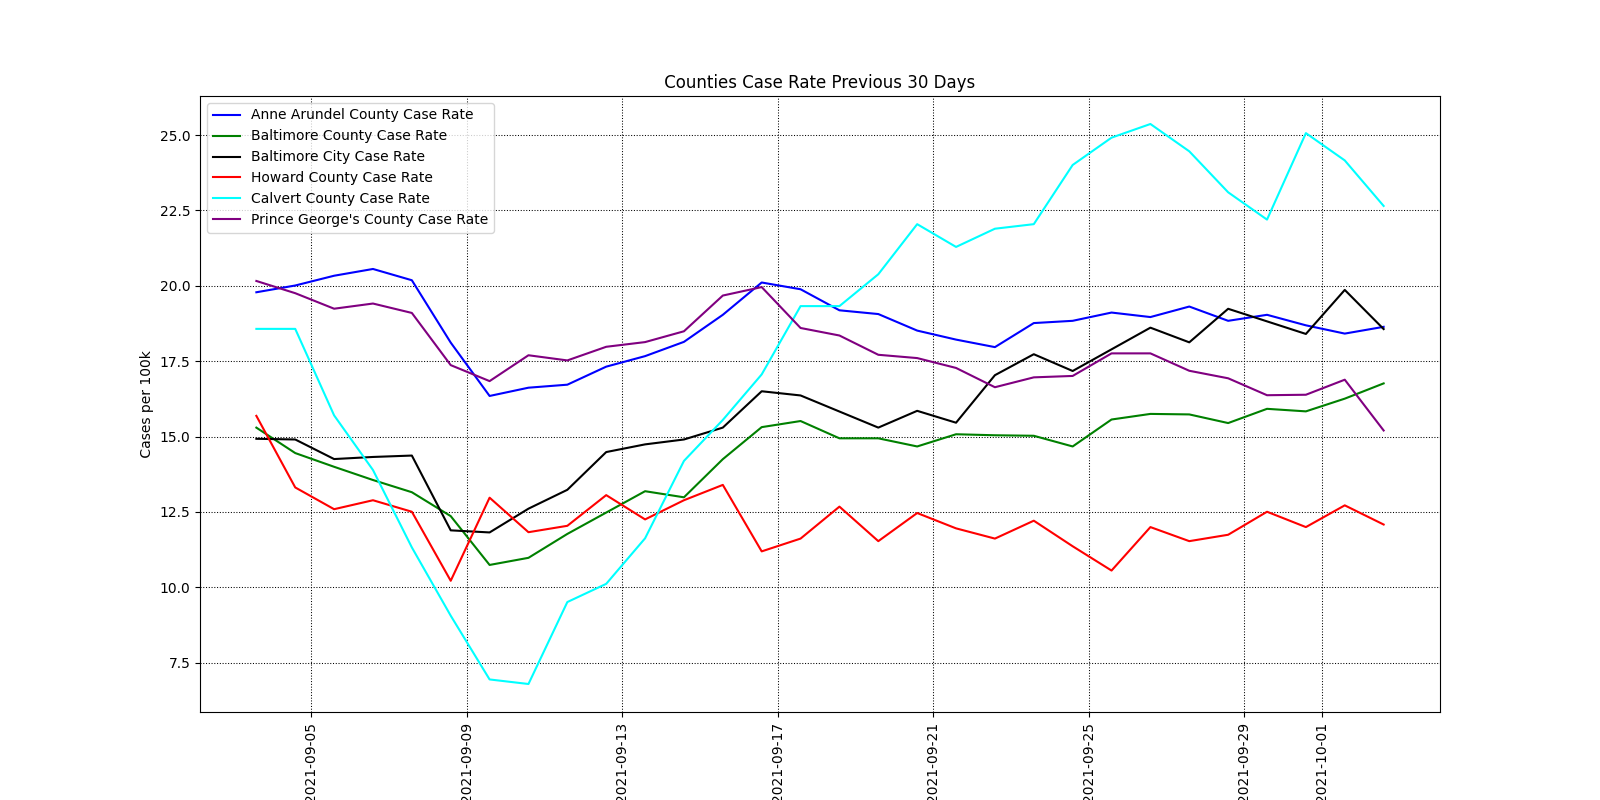 Counties Case Rate Previous 30 Days
Anne Arundel County Case Rate
Baltimore County Case Rate
Baltimore City Case Rate
Howard County Case Rate
Calvert County Case Rate
Prince George's County Case Rate
Cases per 100k
25.0
22.5
20.0
17.5
15.0
12.5
10.0
7.5
2021-09-05
2021-09-09
2021-09-13
2021-09-17
2021-09-21
2021-09-25
2021-09-29
2021-10-01